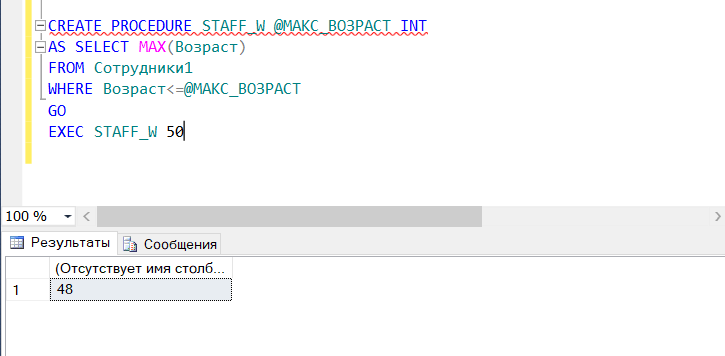 CREATE PROCEDURE STAFF_W @МАКС_ВОЗРАСТ INT
AS SELECT MAX(Возраст)
FROM Сотрудники1
WHERE Возраст<=@МАКС_ВОЗРАСТ
GO
EXEC STAFF_W 50
100 %
Результаты Сообщения
(Отсутствует имя столб...
1 48